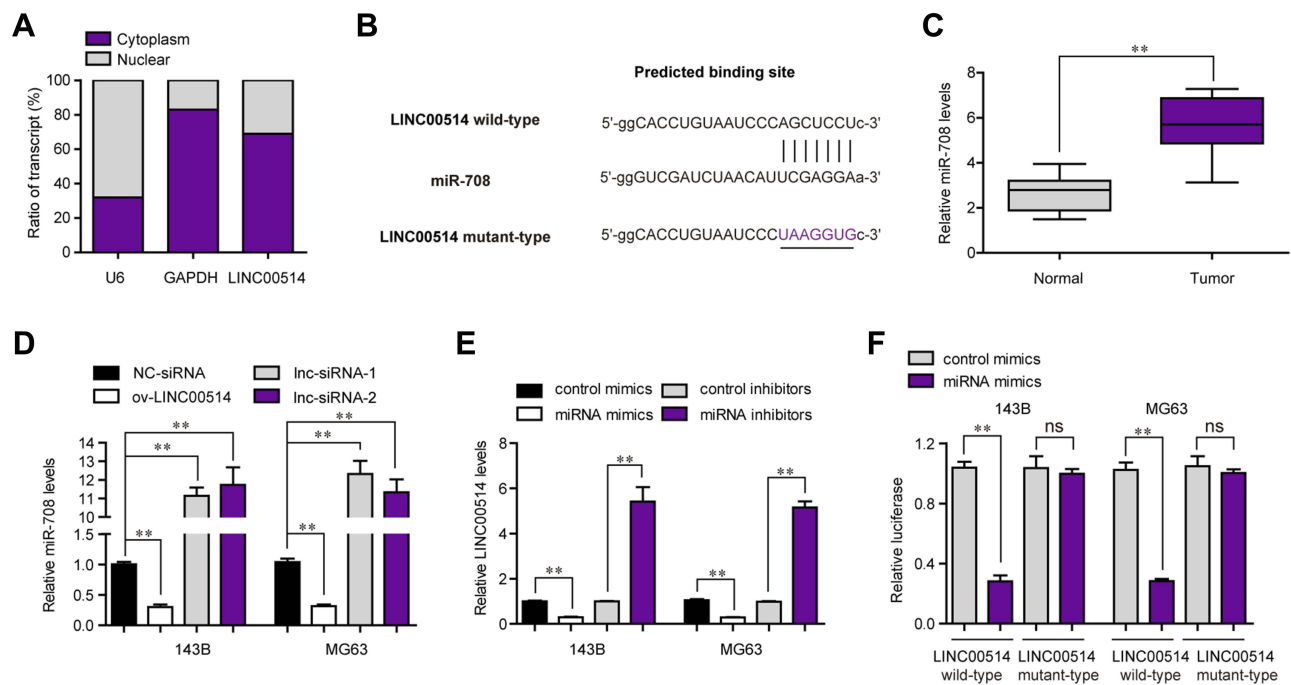 A
Cytoplasm
Nuclear
Ratio of transcript (%)
100
80
60
40
20
0
U6 GAPDH LINC00514
B
Predicted binding site
LINC00514 wild-type 5'-ggCACCUGUAAUCCCAGCUCCUc-3'
miR-708 5'-ggGUCGAUCUAACAUUCGAGGAa-3'
LINC00514 mutant-type 5'-ggCACCUGUAAUCCCUAAGGUGc-3'
C
**
Relative miR-708 levels
8
6
4
2
0
Normal Tumor
D
NC-siRNA lnc-siRNA-1
ov-LINC00514 lnc-siRNA-2
Relative miR-708 levels
14
13
12
11
10
1.5
1.0
0.5
0.0
** ** **
** ** **
143B MG63
E
control mimics control inhibitors
miRNA mimics miRNA inhibitors
Relative LINC00514 levels
8
6
4
2
0
** ** ** **
143B MG63
F
control mimics
miRNA mimics
143B MG63
** ns ** ns
Relative luciferase
1.2
0.8
0.4
0.0
LINC00514 LINC00514 LINC00514 LINC00514
wild-type mutant-type wild-type mutant-type